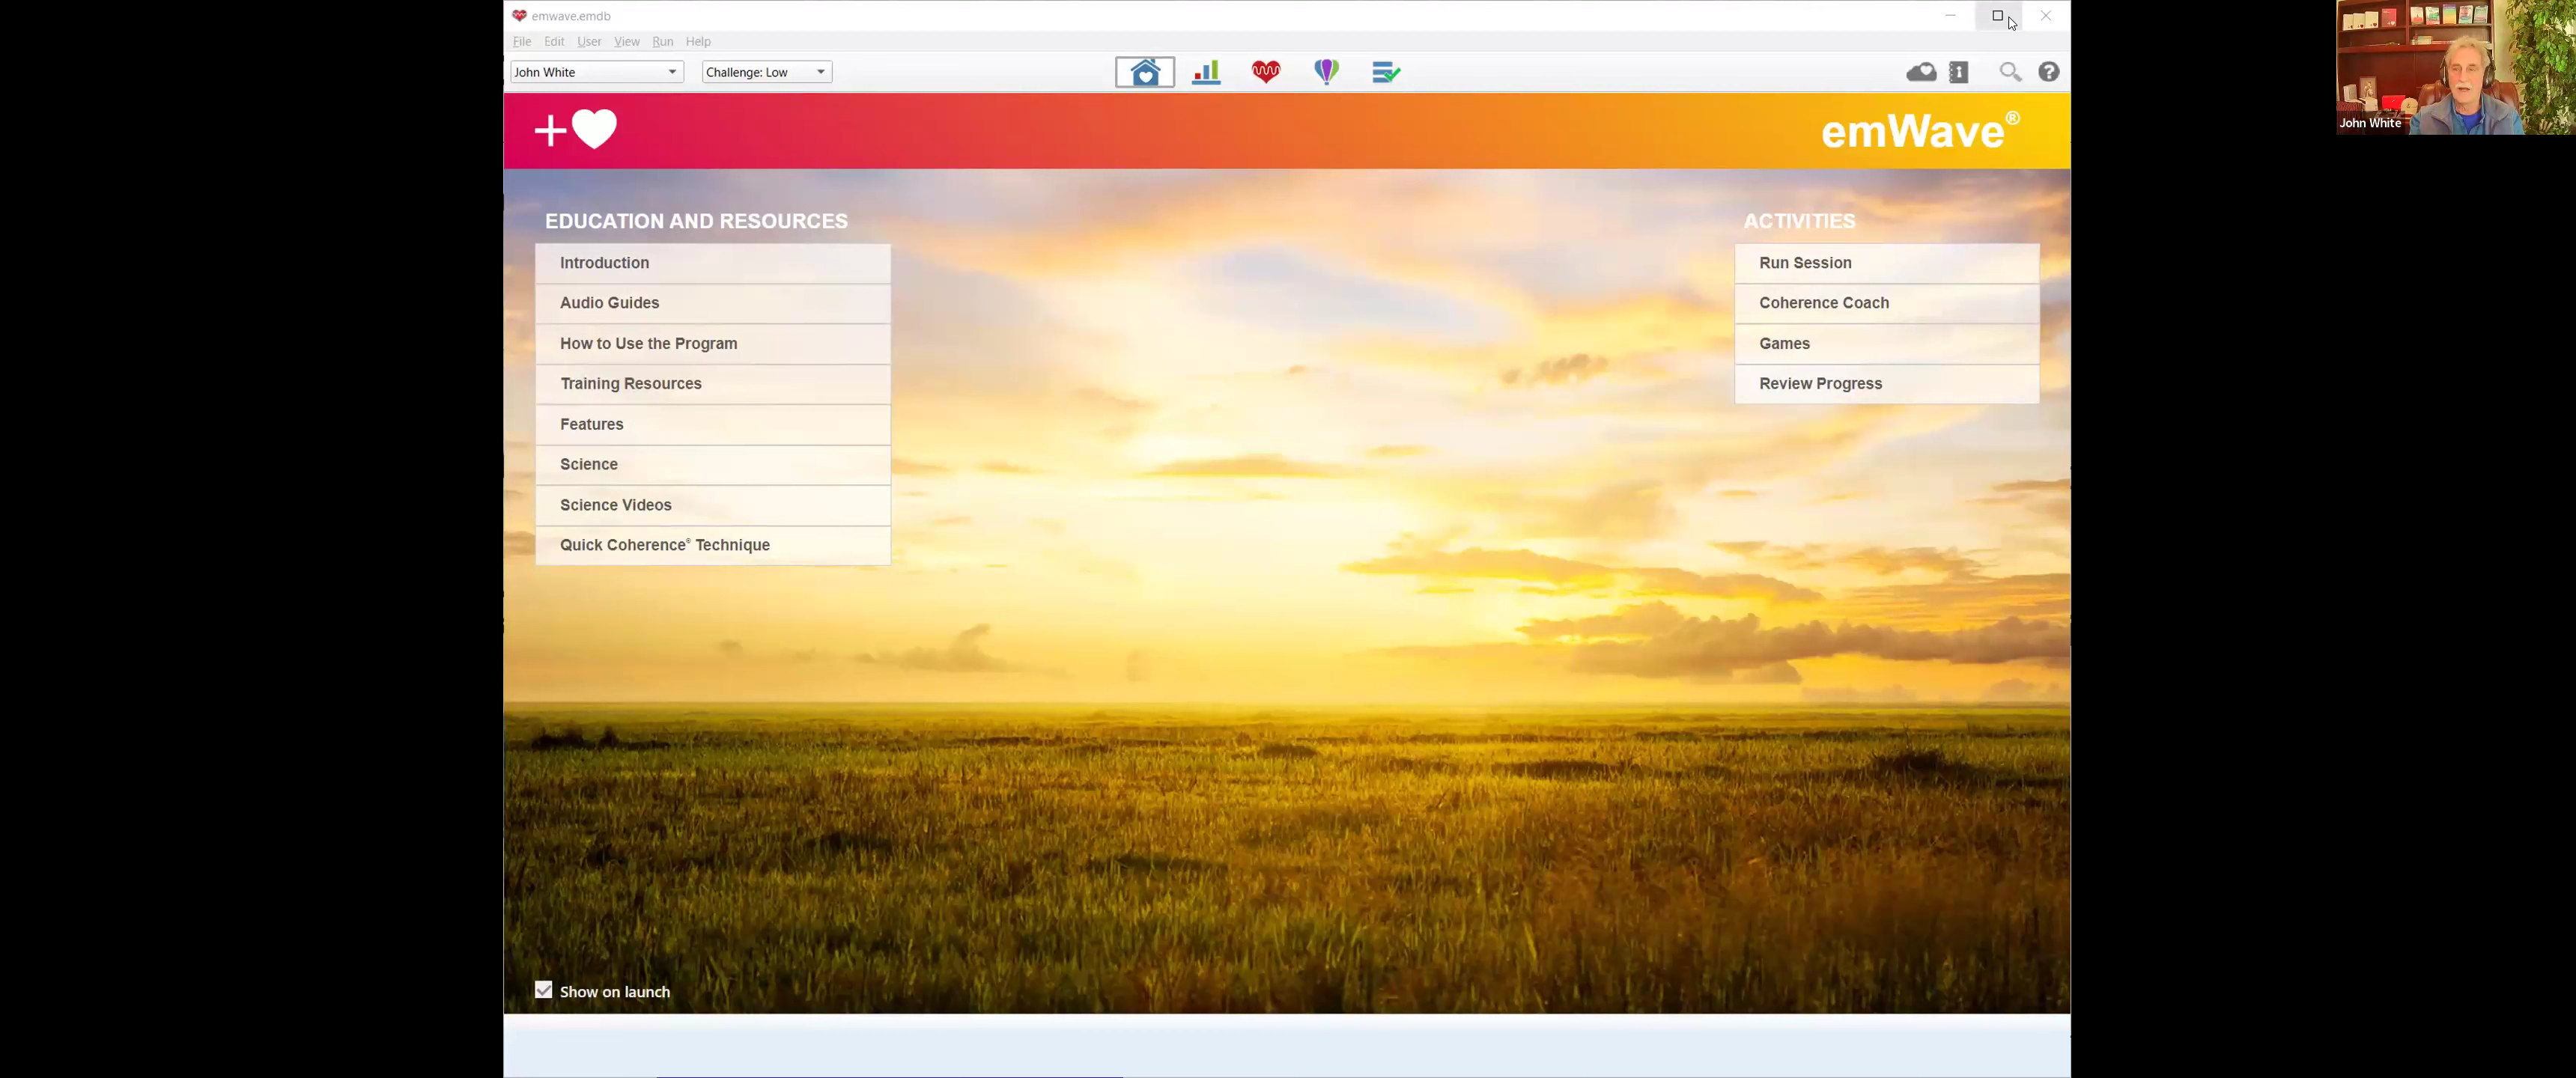 emwave.emdb
File Edit User View Run Help
John White Challenge: Low
emWave®
EDUCATION AND RESOURCES
Introduction
Audio Guides
How to Use the Program
Training Resources
Features
Science
Science Videos
Quick Coherence® Technique
ACTIVITIES
Run Session
Coherence Coach
Games
Review Progress
Show on launch
John White